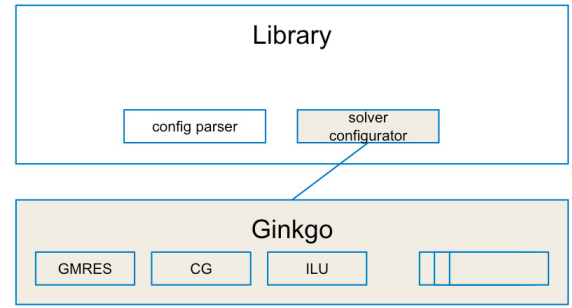 Library
config parser
solver
configurator
Ginkgo
GMRES
CG
ILU